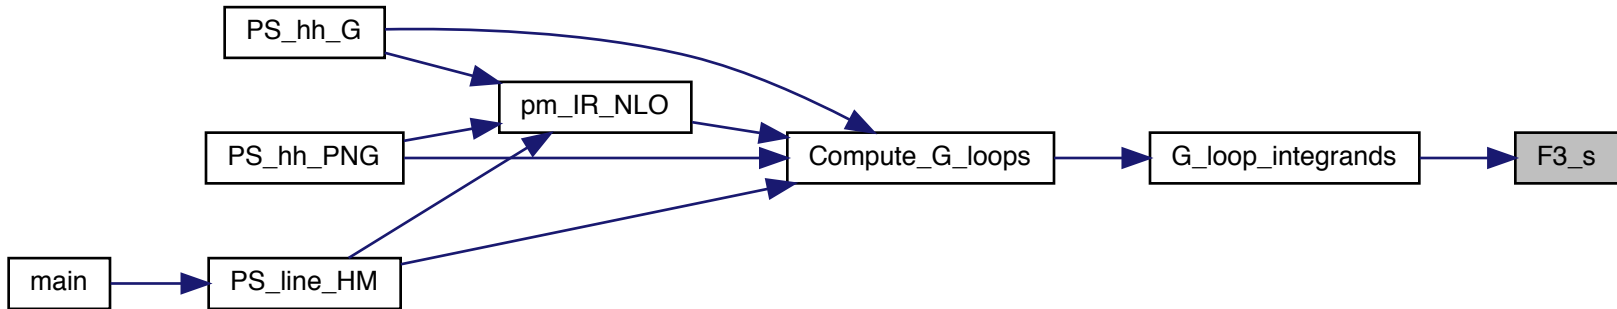 PS_hh_G
pm_IR_NLO
PS_hh_PNG
Compute_G_loops
G_loop_integrands
F3_s
main
PS_line_HM